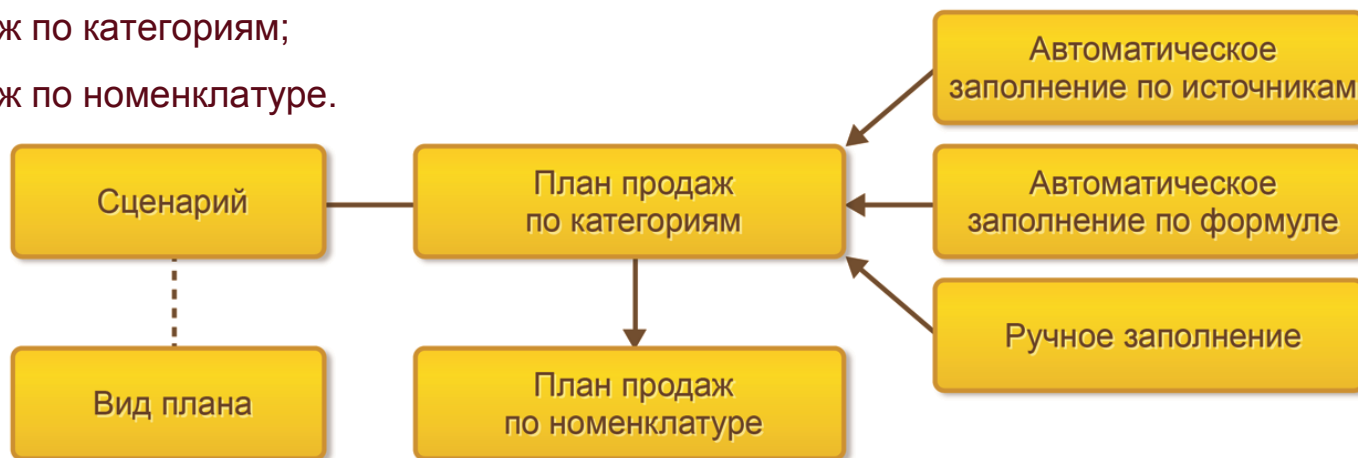 ж по категориям;
ж по номенклатуре.
Автоматическое
заполнение по источникам
Сценарий
План продаж
по категориям
Автоматическое
заполнение по формуле
Ручное заполнение
Вид плана
План продаж
по номенклатуре